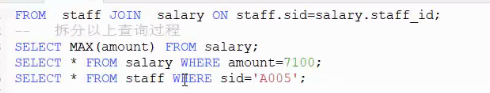 FROM staff JOIN salary ON staff.sid=salary.staff_id;
-- 拆分以上查询过程
SELECT MAX(amount) FROM salary;
SELECT * FROM salary WHERE amount=7100;
SELECT * FROM staff WHERE sid='A005';